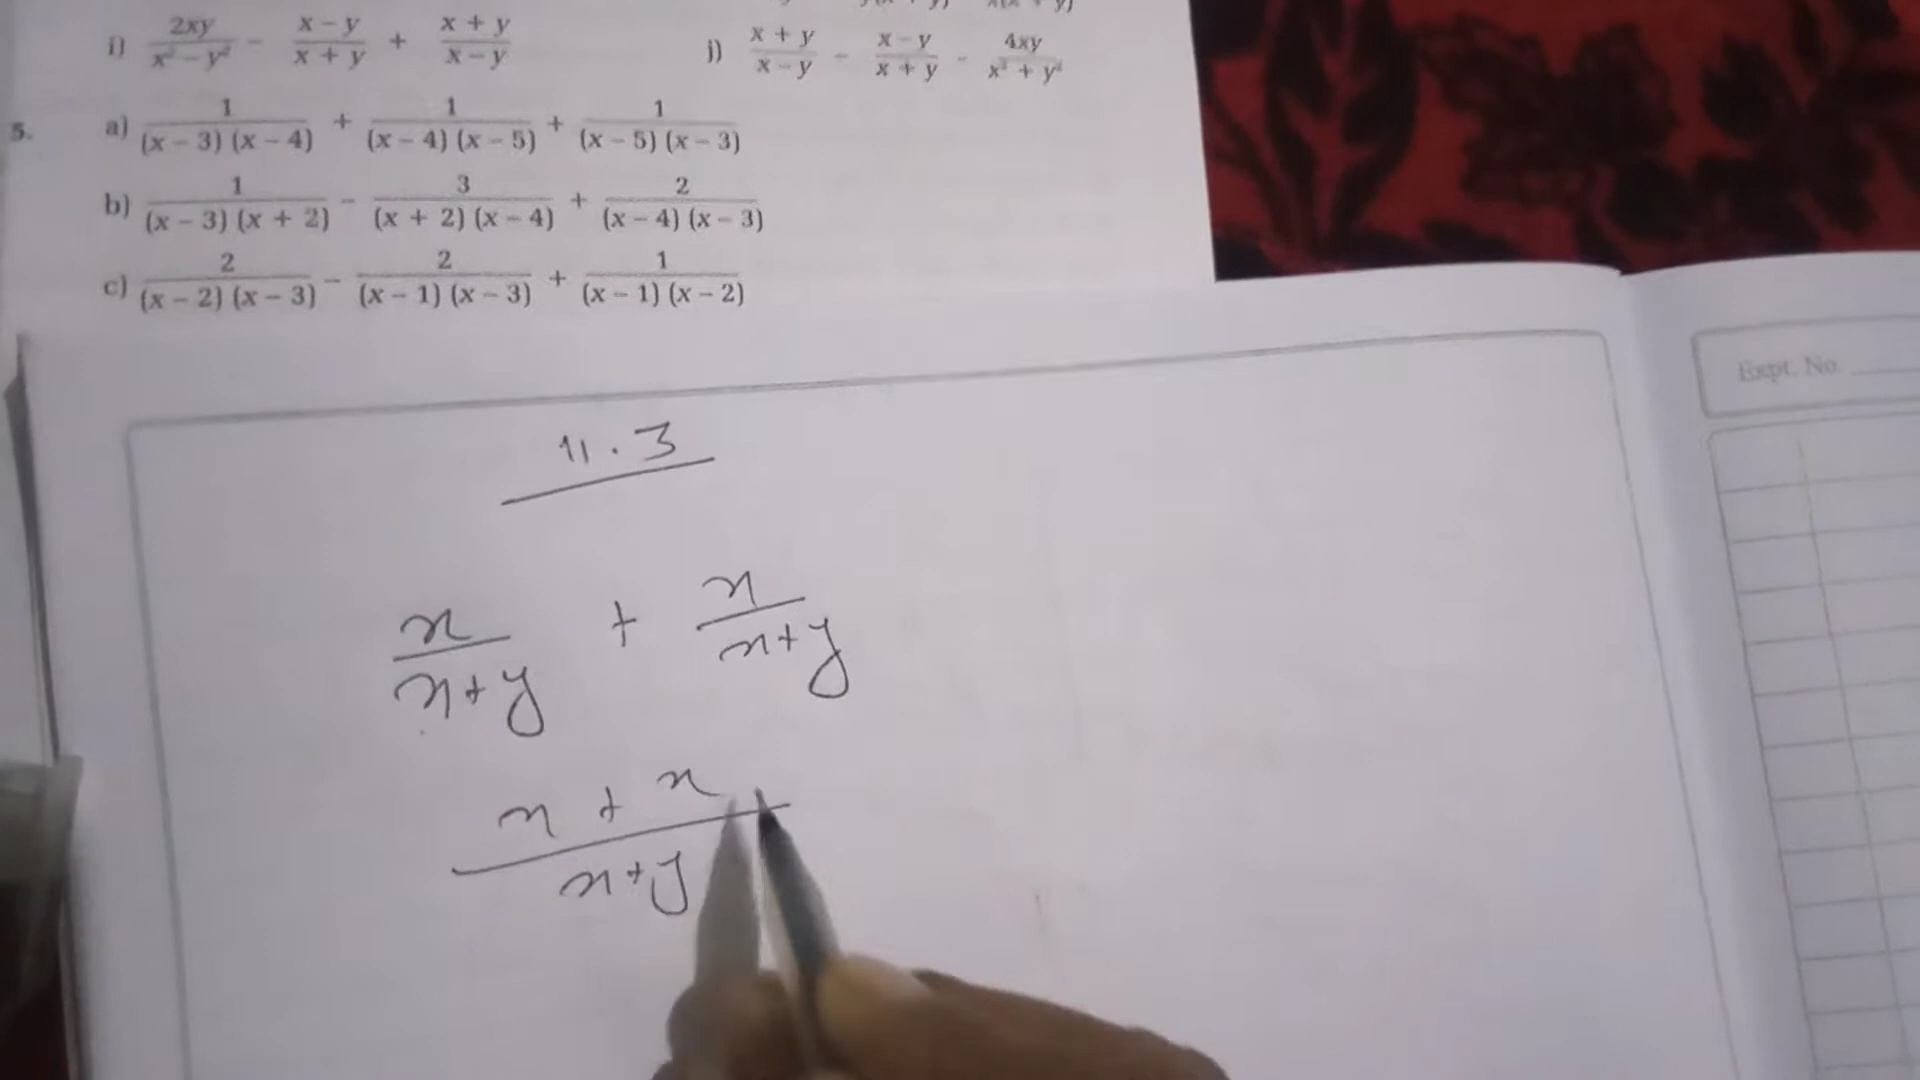 i) 2xy / x² - y² - x - y / x + y + x + y / x - y
j) x + y / x - y - x - y / x + y - 4xy / x² + y²
5. a) 1 / (x - 3) (x - 4) + 1 / (x - 4) (x - 5) + 1 / (x - 5) (x - 3)
b) 1 / (x - 3) (x + 2) - 3 / (x + 2) (x - 4) + 2 / (x - 4) (x - 3)
c) 2 / (x - 2) (x - 3) - 2 / (x - 1) (x - 3) + 1 / (x - 1) (x - 2)
Expt. No.
11.3
x / x+y + x / x+y
x + x / x+y